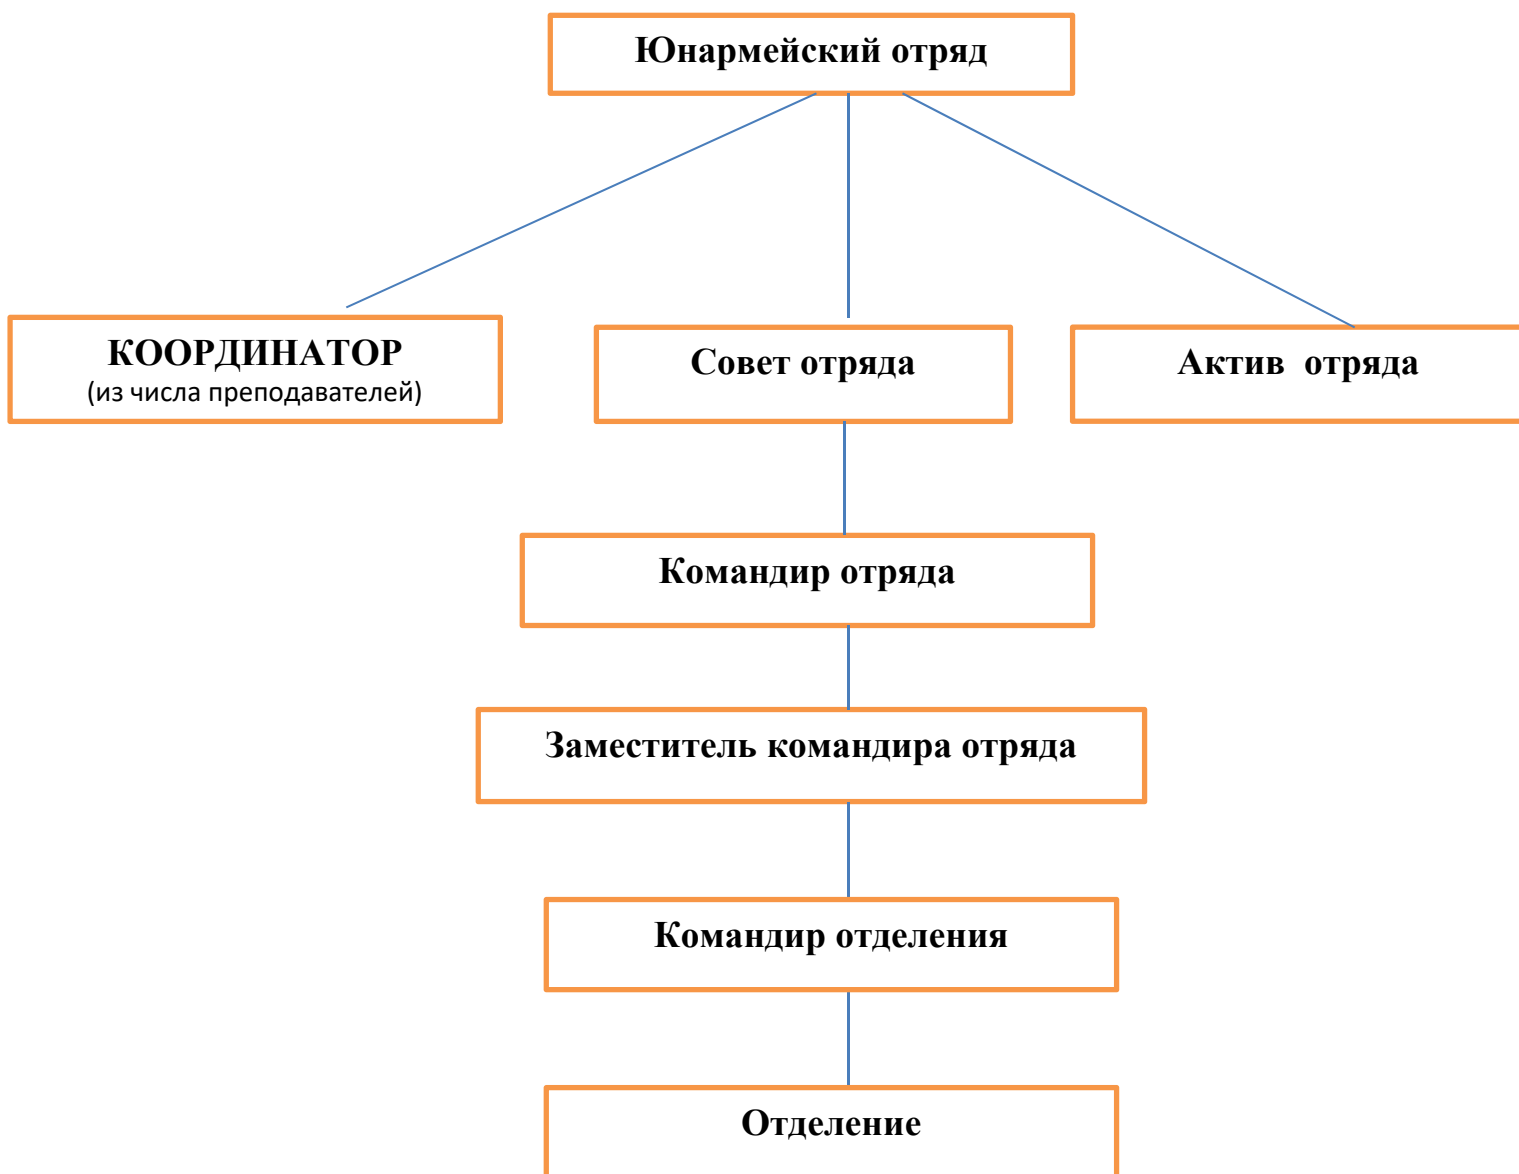 Юнармейский отряд
КООРДИНАТОР
(из числа преподавателей)
Совет отряда
Актив отряда
Командир отряда
Заместитель командира отряда
Командир отделения
Отделение